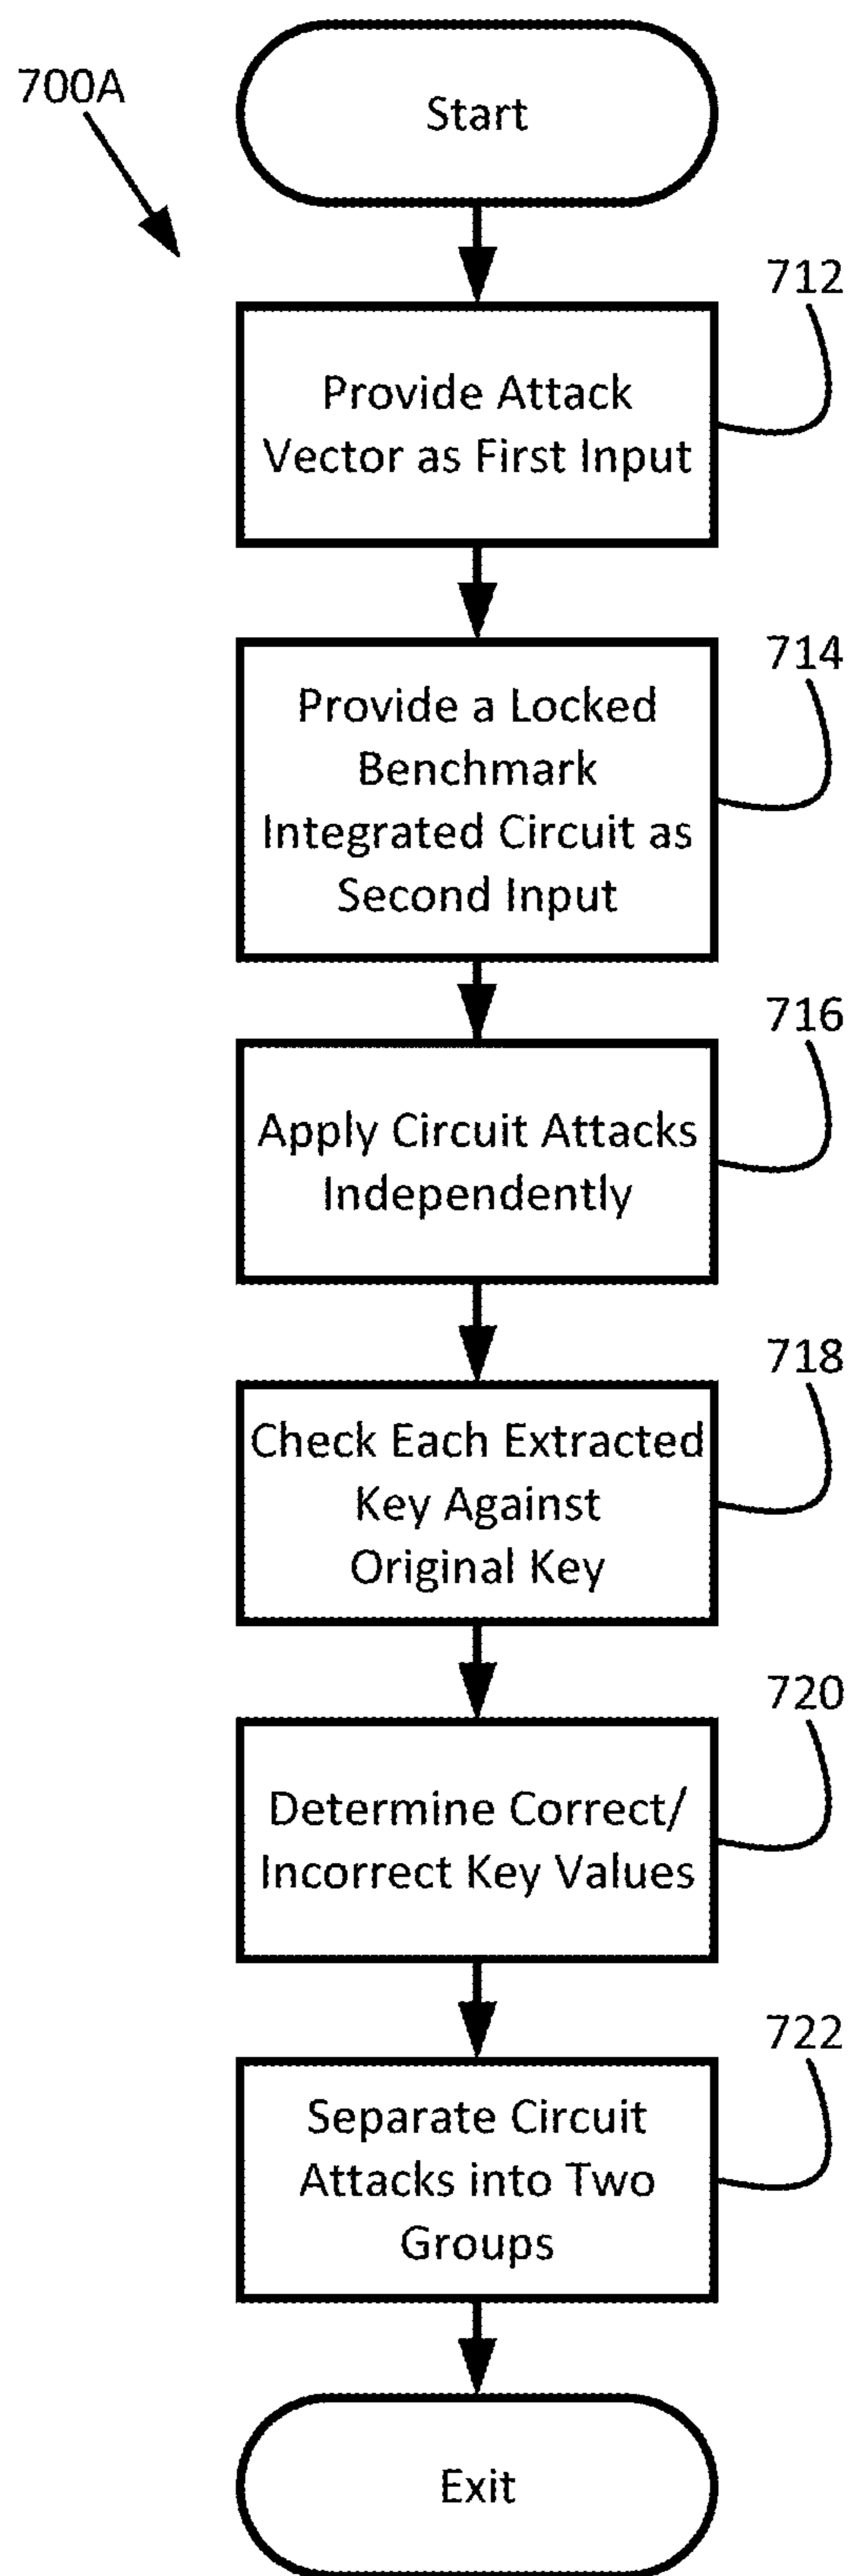 700A
Start
712
Provide Attack
Vector as First Input
714
Provide a Locked
Benchmark
Integrated Circuit as
Second Input
716
Apply Circuit Attacks
Independently
718
Check Each Extracted
Key Against
Original Key
720
Determine Correct/
Incorrect Key Values
722
Separate Circuit
Attacks into Two
Groups
Exit